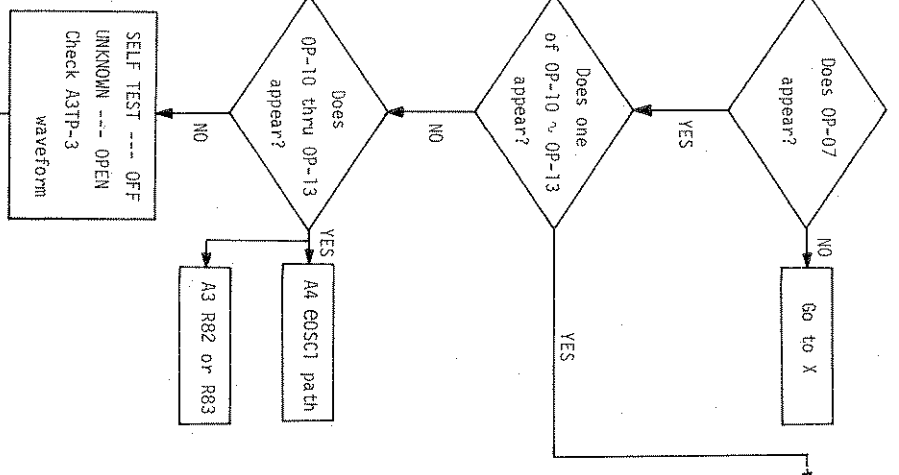 Does OP-07
appear?
NO
Go to X
YES
Does one
of OP-10 ~ OP-13
appear?
YES
NO
Does
OP-10 thru OP-13
appear?
YES
A4 eOSC1 path
A3 R82 or R83
NO
SELF TEST --- OFF
UNKNOWN --- OPEN
Check A3TP-3
waveform